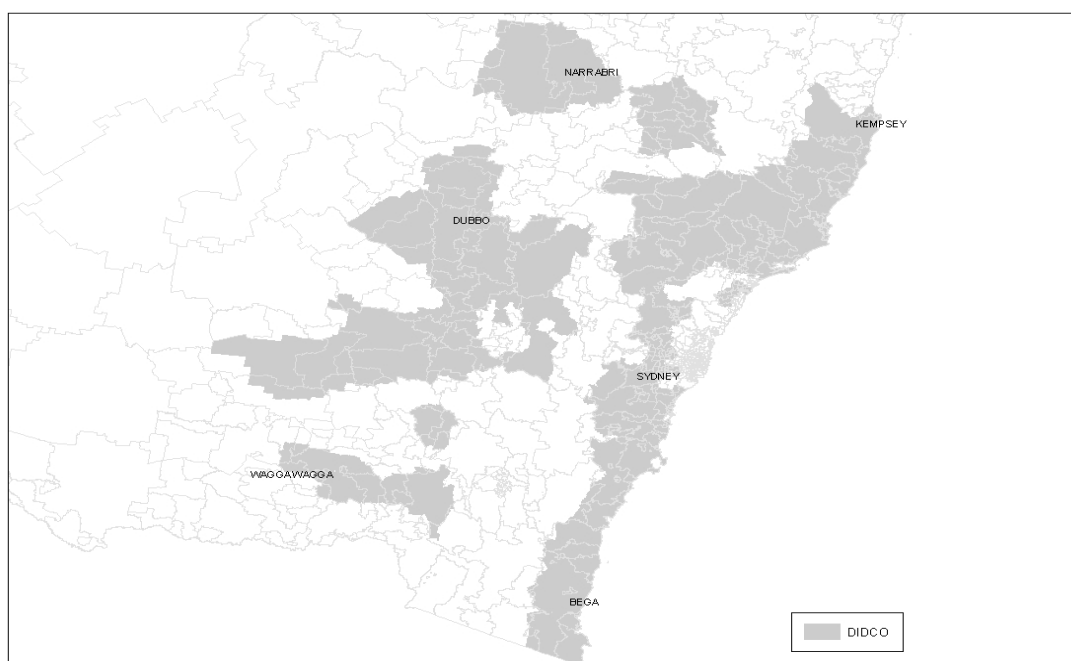 NARRABRI
KEMPSEY
DUBBO
SYDNEY
WAGGAWAGGA
BEGA
DIDCO